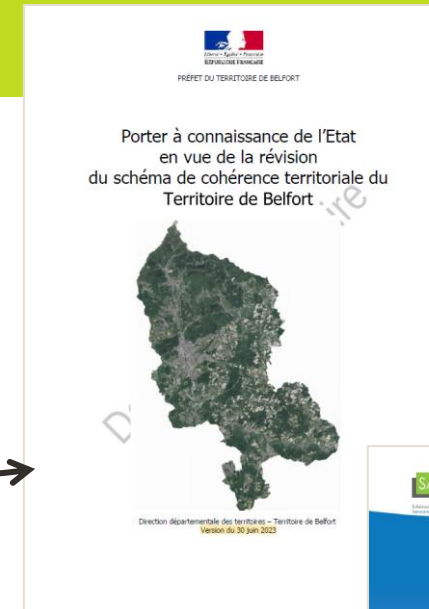 Liberté • Égalité • Fraternité
RÉPUBLIQUE FRANÇAISE
PRÉFET DU TERRITOIRE DE BELFORT
Porter à connaissance de l'Etat
en vue de la révision
du schéma de cohérence territoriale du
Territoire de Belfort
Direction départementale des territoires – Territoire de Belfort
Version du 30 juin 2023